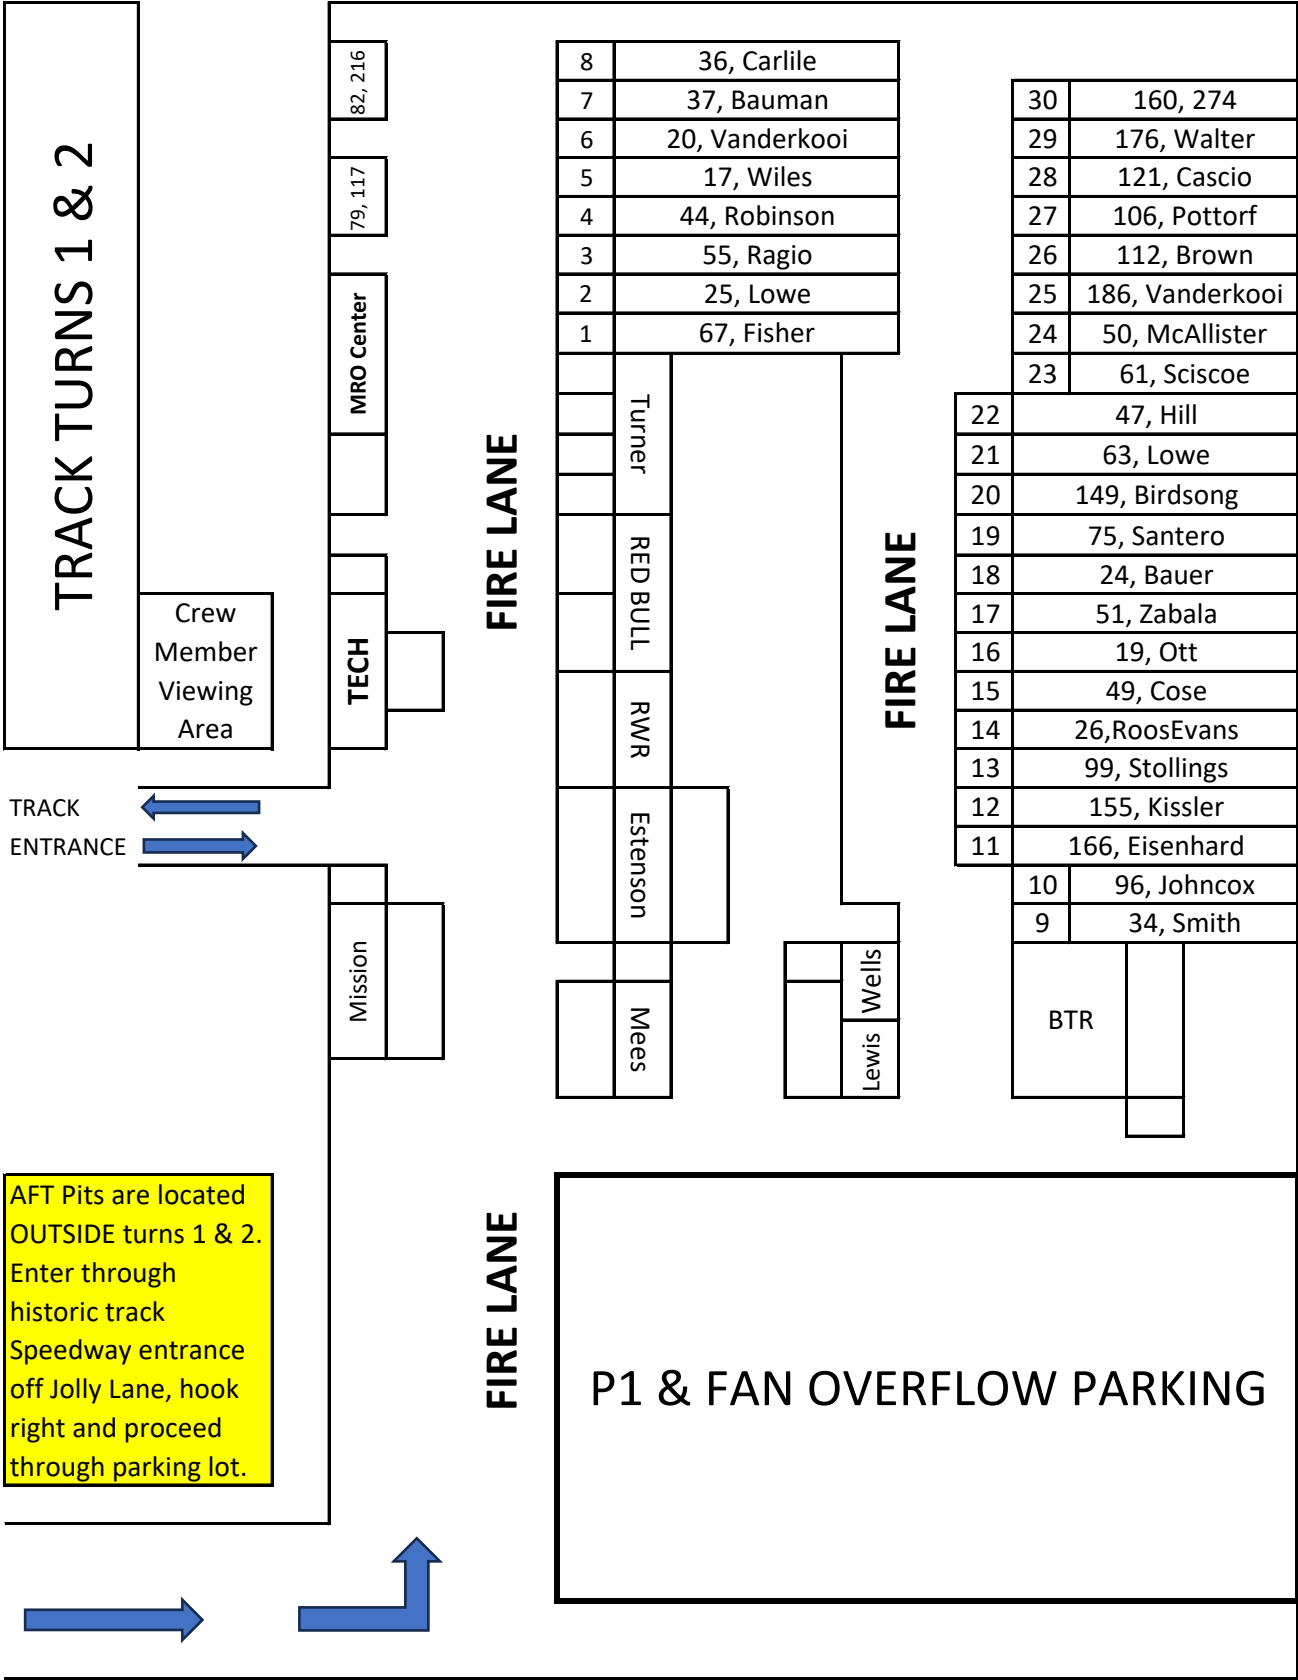 TRACK TURNS 1 & 2
Crew
Member
Viewing
Area
TRACK
ENTRANCE
82, 216
79, 117
MRO Center
TECH
Mission
FIRE LANE
8 36, Carlile
7 37, Bauman
6 20, Vanderkooi
5 17, Wiles
4 44, Robinson
3 55, Ragio
2 25, Lowe
1 67, Fisher
Turner
RED BULL
RWR
Estenson
Mees
Wells
Lewis
FIRE LANE
30 160, 274
29 176, Walter
28 121, Cascio
27 106, Pottorf
26 112, Brown
25 186, Vanderkooi
24 50, McAllister
23 61, Sciscoe
22 47, Hill
21 63, Lowe
20 149, Birdsong
19 75, Santero
18 24, Bauer
17 51, Zabala
16 19, Ott
15 49, Cose
14 26,RoosEvans
13 99, Stollings
12 155, Kissler
11 166, Eisenhard
10 96, Johncox
9 34, Smith
BTR
AFT Pits are located
OUTSIDE turns 1 & 2.
Enter through
historic track
Speedway entrance
off Jolly Lane, hook
right and proceed
through parking lot.
FIRE LANE
P1 & FAN OVERFLOW PARKING